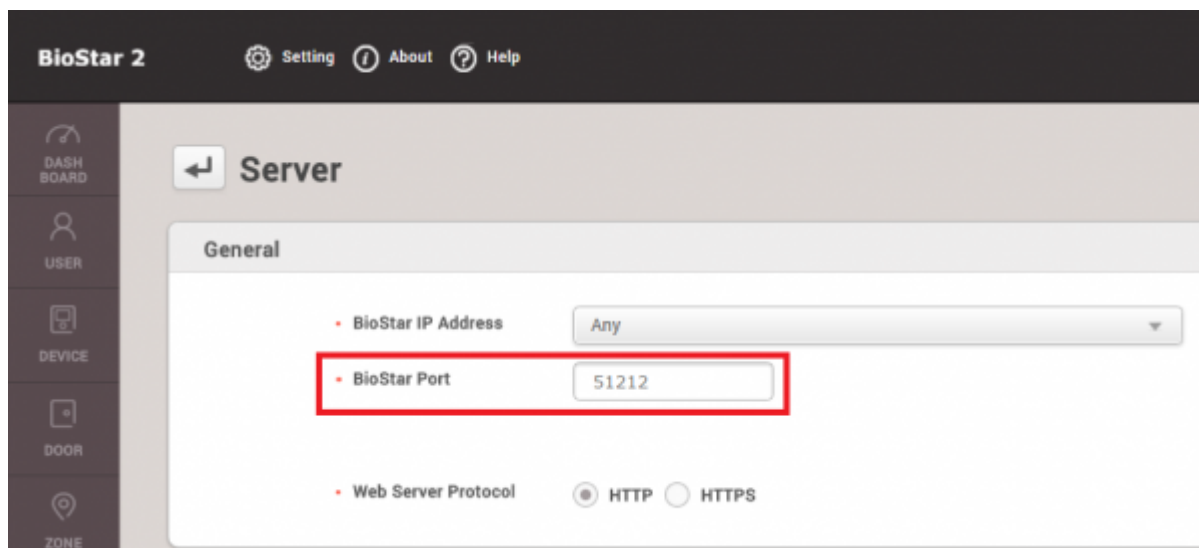 BioStar 2 Setting About Help
DASH
BOARD
Server
USER
General
BioStar IP Address Any
DEVICE
BioStar Port 51212
DOOR
Web Server Protocol HTTP HTTPS
ZONE